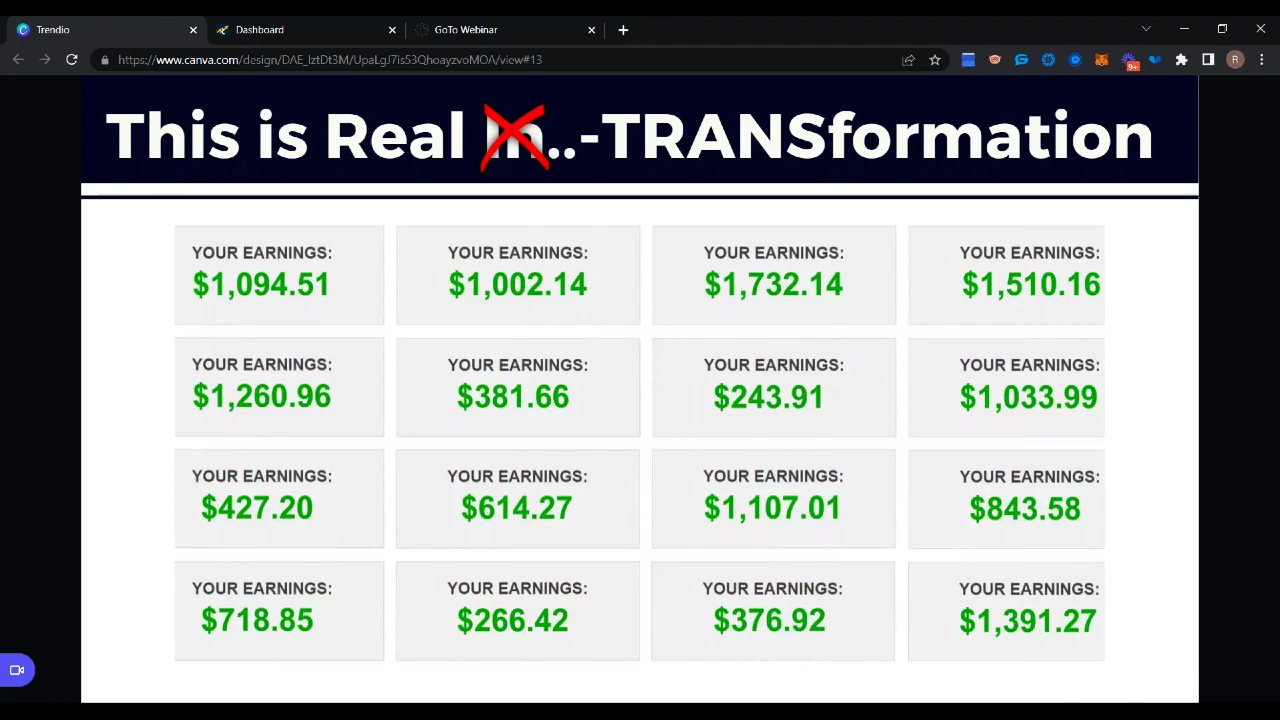 Trendio
Dashboard
GoTo Webinar
https://www.canva.com/design/DAE_lztDt3M/UpaLgJ7is53QhoayzvoMOA/view#13
9+
R
This is Real In..-TRANSformation
YOUR EARNINGS: YOUR EARNINGS: YOUR EARNINGS: YOUR EARNINGS:
$1,094.51 $1,002.14 $1,732.14 $1,510.16
YOUR EARNINGS: YOUR EARNINGS: YOUR EARNINGS: YOUR EARNINGS:
$1,260.96 $381.66 $243.91 $1,033.99
YOUR EARNINGS: YOUR EARNINGS: YOUR EARNINGS: YOUR EARNINGS:
$427.20 $614.27 $1,107.01 $843.58
YOUR EARNINGS: YOUR EARNINGS: YOUR EARNINGS: YOUR EARNINGS:
$718.85 $266.42 $376.92 $1,391.27